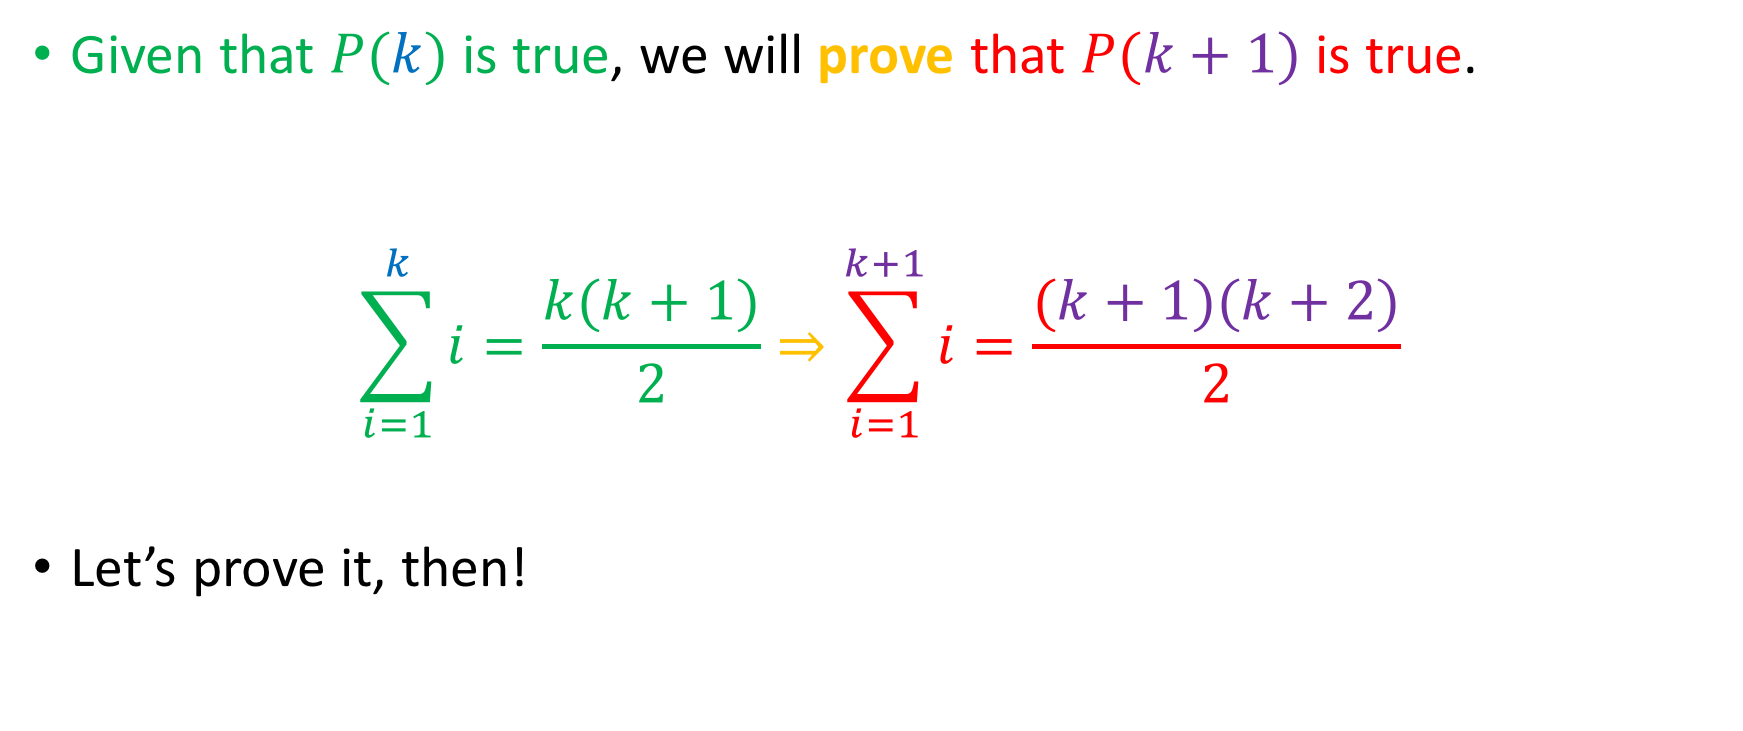 • Given that P(k) is true, we will prove that P(k + 1) is true.
∑_{i=1}^{k} i = k(k + 1)/2 ⇒ ∑_{i=1}^{k+1} i = (k + 1)(k + 2)/2
• Let’s prove it, then!